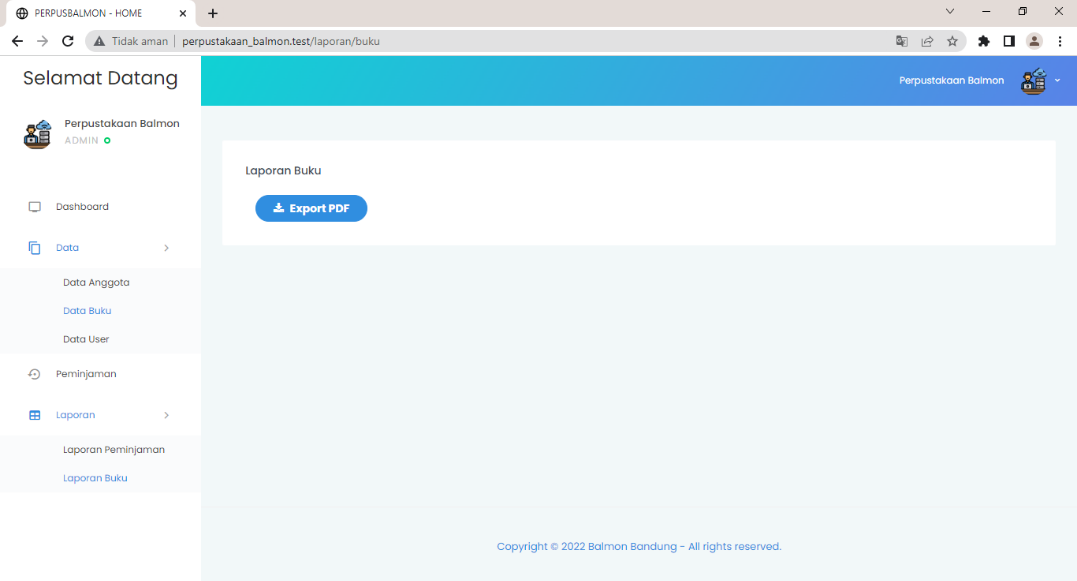 PERPUSBALMON - HOME
Tidak aman
perpustakaan_balmon.test/laporan/buku
Selamat Datang
Perpustakaan Balmon
Perpustakaan Balmon
ADMIN
Laporan Buku
Export PDF
Dashboard
Data
Data Anggota
Data Buku
Data User
Peminjaman
Laporan
Laporan Peminjaman
Laporan Buku
Copyright © 2022 Balmon Bandung - All rights reserved.